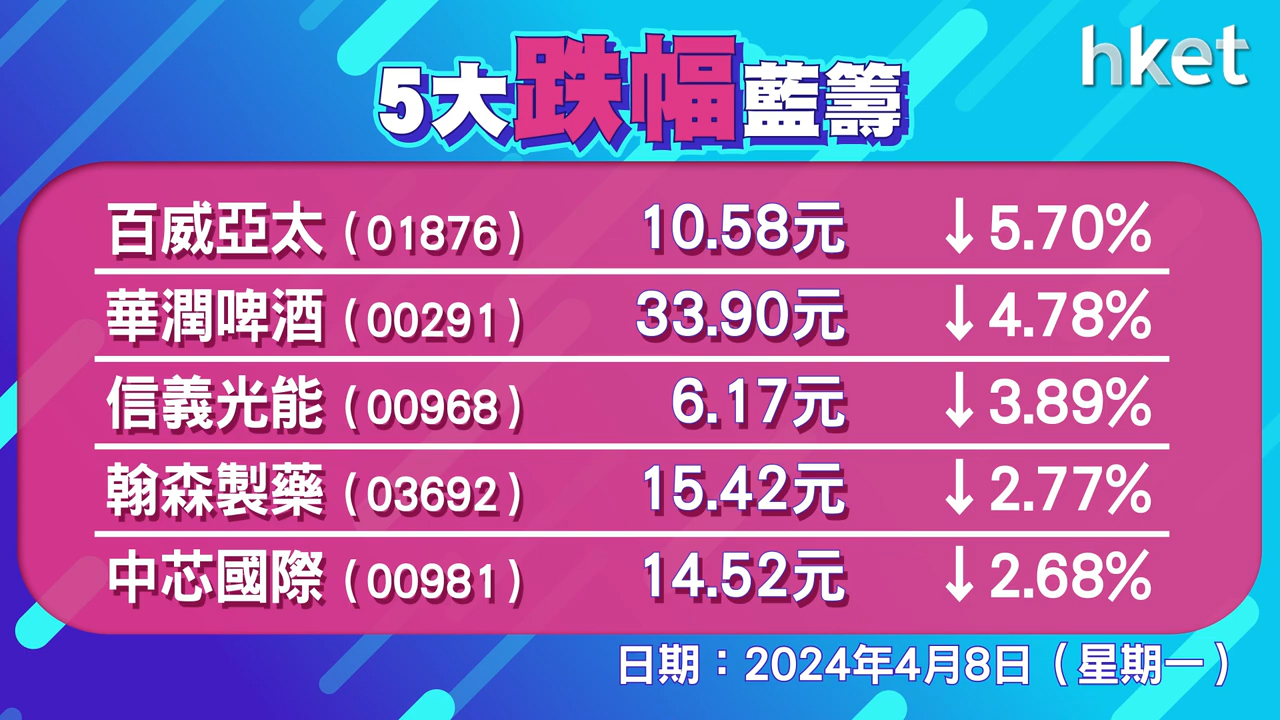 hket
5大跌幅藍籌
百威亞太（01876） 10.58元 ↓5.70%
華潤啤酒（00291） 33.90元 ↓4.78%
信義光能（00968） 6.17元 ↓3.89%
翰森製藥（03692） 15.42元 ↓2.77%
中芯國際（00981） 14.52元 ↓2.68%
日期：2024年4月8日（星期一）